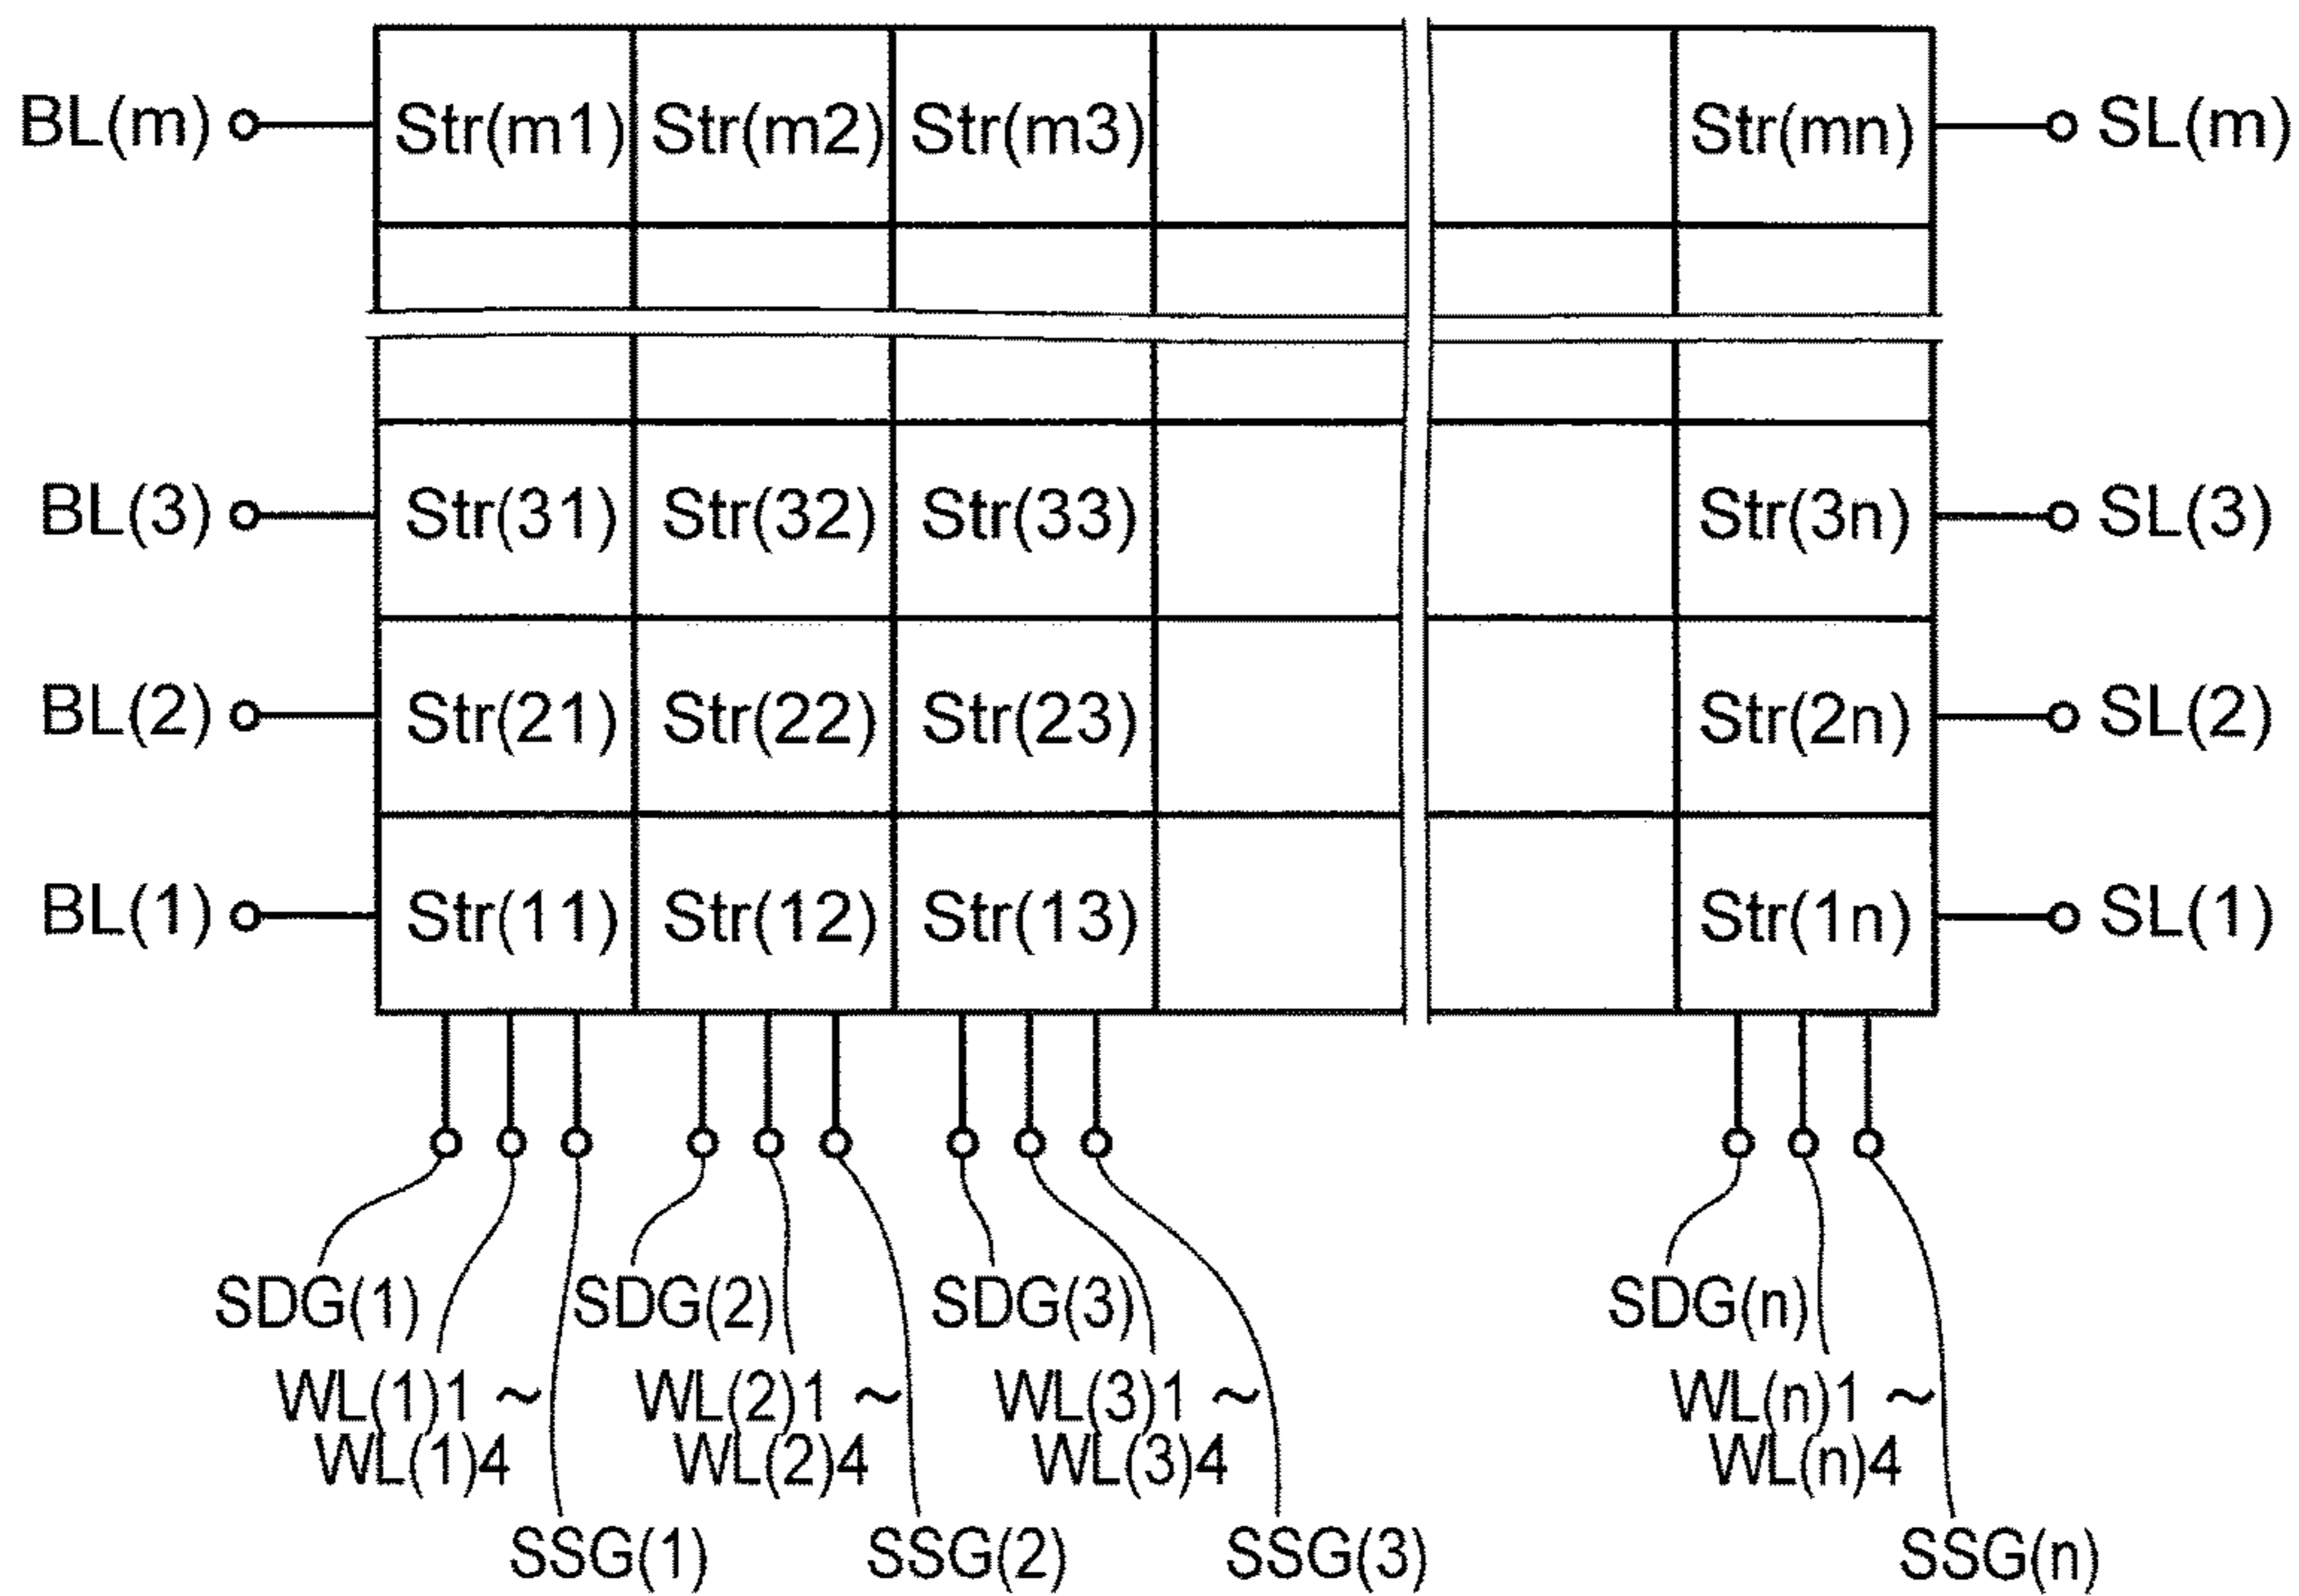 BL(m) Str(m1) Str(m2) Str(m3) Str(mn) SL(m)
BL(3) Str(31) Str(32) Str(33) Str(3n) SL(3)
BL(2) Str(21) Str(22) Str(23) Str(2n) SL(2)
BL(1) Str(11) Str(12) Str(13) Str(1n) SL(1)
SDG(1) SDG(2) SDG(3) SDG(n)
WL(1)1 ~ WL(2)1 ~ WL(3)1 ~ WL(n)1 ~
WL(1)4 WL(2)4 WL(3)4 WL(n)4
SSG(1) SSG(2) SSG(3) SSG(n)